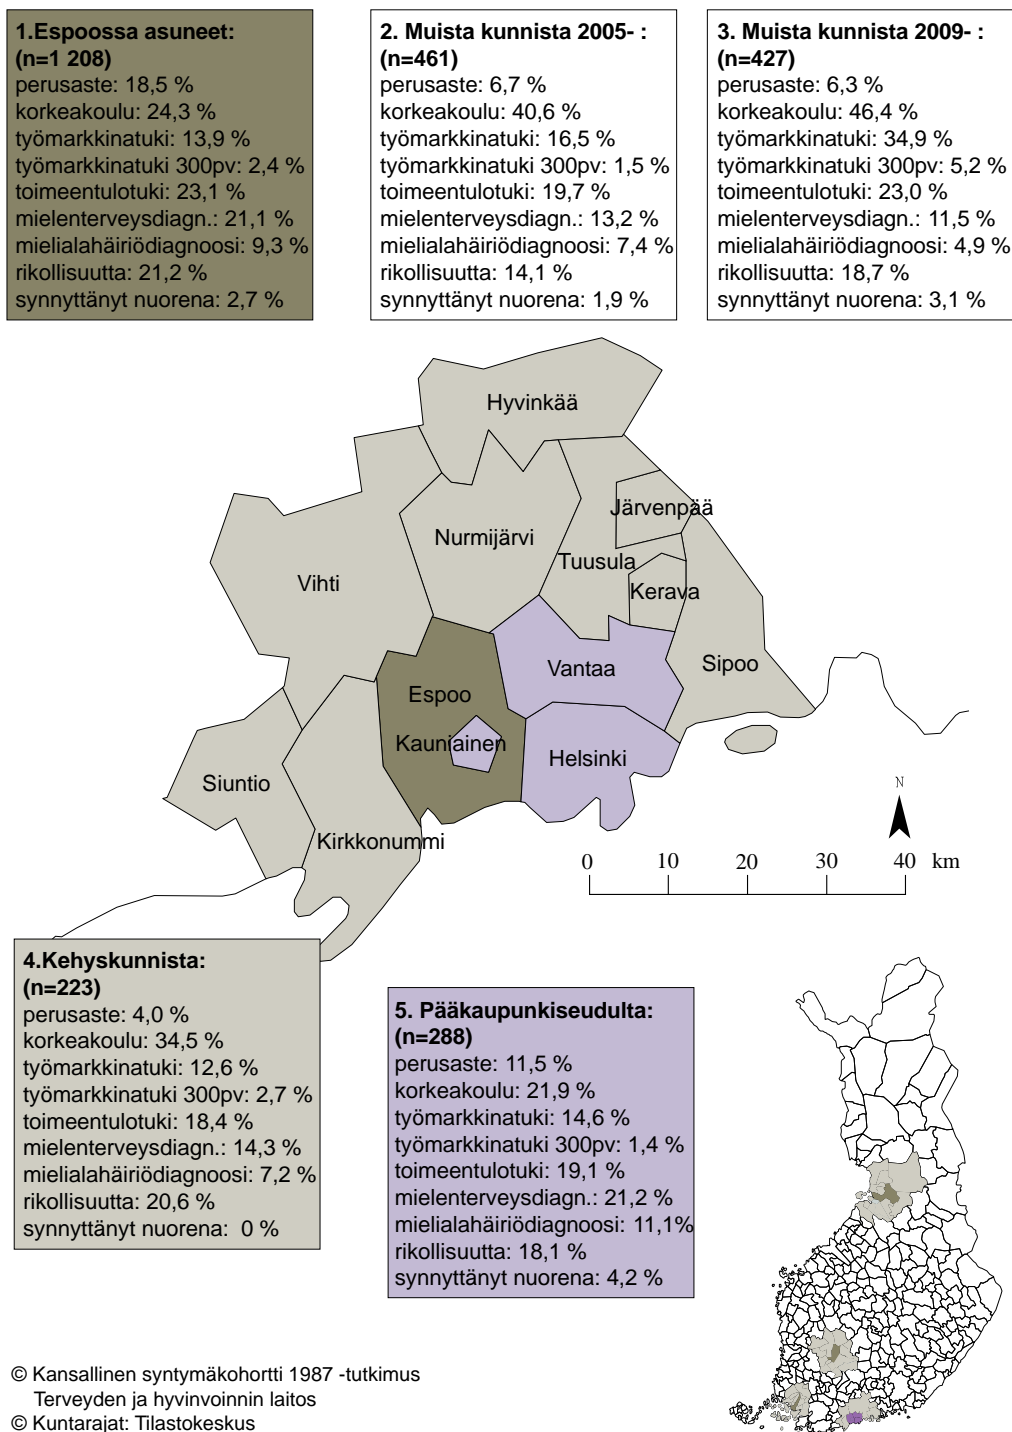 1.Espoossa asuneet:
(n=1 208)
perusaste: 18,5 %
korkeakoulu: 24,3 %
työmarkkinatuki: 13,9 %
työmarkkinatuki 300pv: 2,4 %
toimeentulotuki: 23,1 %
mielenterveysdiagn.: 21,1 %
mielialahäiriödiagnoosi: 9,3 %
rikollisuutta: 21,2 %
synnyttänyt nuorena: 2,7 %
2. Muista kunnista 2005- :
(n=461)
perusaste: 6,7 %
korkeakoulu: 40,6 %
työmarkkinatuki: 16,5 %
työmarkkinatuki 300pv: 1,5 %
toimeentulotuki: 19,7 %
mielenterveysdiagn.: 13,2 %
mielialahäiriödiagnoosi: 7,4 %
rikollisuutta: 14,1 %
synnyttänyt nuorena: 1,9 %
3. Muista kunnista 2009- :
(n=427)
perusaste: 6,3 %
korkeakoulu: 46,4 %
työmarkkinatuki: 34,9 %
työmarkkinatuki 300pv: 5,2 %
toimeentulotuki: 23,0 %
mielenterveysdiagn.: 11,5 %
mielialahäiriödiagnoosi: 4,9 %
rikollisuutta: 18,7 %
synnyttänyt nuorena: 3,1 %
Hyvinkää
Järvenpää
Nurmijärvi
Tuusula
Vihti
Kerava
Sipoo
Vantaa
Espoo
Kauniainen
Helsinki
Siuntio
Kirkkonummi
N
0 10 20 30 40 km
4.Kehyskunnista:
(n=223)
perusaste: 4,0 %
korkeakoulu: 34,5 %
työmarkkinatuki: 12,6 %
työmarkkinatuki 300pv: 2,7 %
toimeentulotuki: 18,4 %
mielenterveysdiagn.: 14,3 %
mielialahäiriödiagnoosi: 7,2 %
rikollisuutta: 20,6 %
synnyttänyt nuorena: 0 %
5. Pääkaupunkiseudulta:
(n=288)
perusaste: 11,5 %
korkeakoulu: 21,9 %
työmarkkinatuki: 14,6 %
työmarkkinatuki 300pv: 1,4 %
toimeentulotuki: 19,1 %
mielenterveysdiagn.: 21,2 %
mielialahäiriödiagnoosi: 11,1%
rikollisuutta: 18,1 %
synnyttänyt nuorena: 4,2 %
© Kansallinen syntymäkohortti 1987 -tutkimus
Terveyden ja hyvinvoinnin laitos
© Kuntarajat: Tilastokeskus